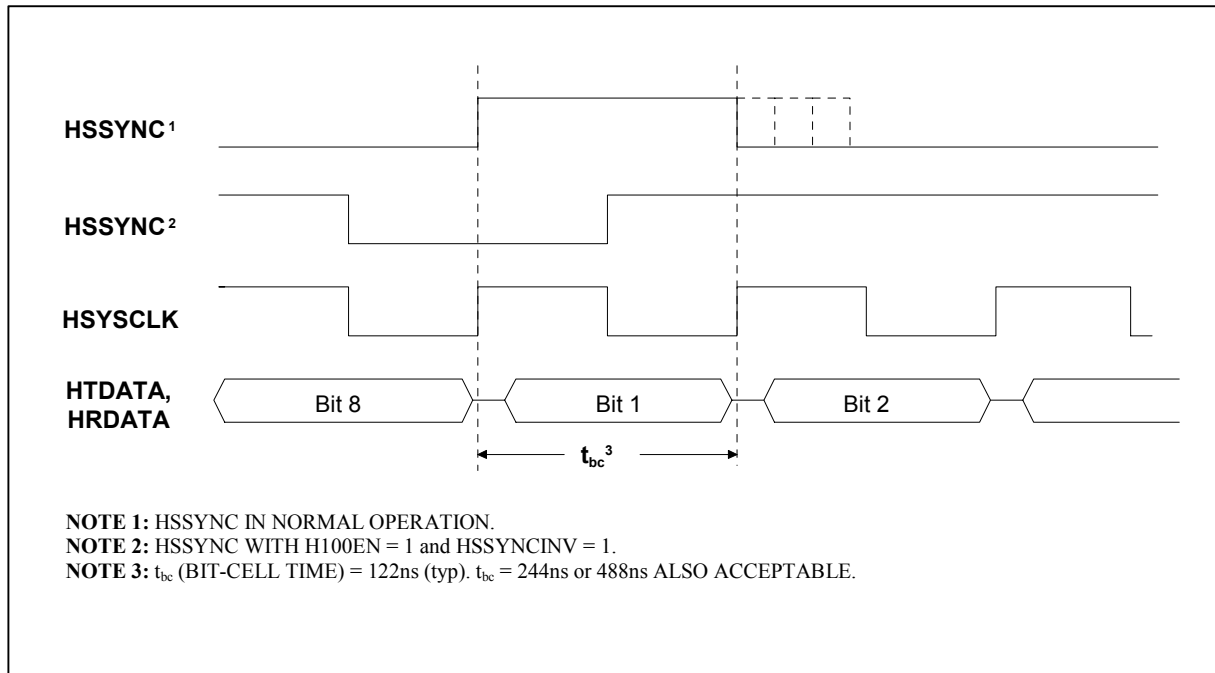 HSSYNC¹
HSSYNC²
HSYSCLK
HTDATA,
HRDATA
Bit 8
Bit 1
Bit 2
t_bc³
NOTE 1: HSSYNC IN NORMAL OPERATION.
NOTE 2: HSSYNC WITH H100EN = 1 and HSSYNCINV = 1.
NOTE 3: t_bc (BIT-CELL TIME) = 122ns (typ). t_bc = 244ns or 488ns ALSO ACCEPTABLE.